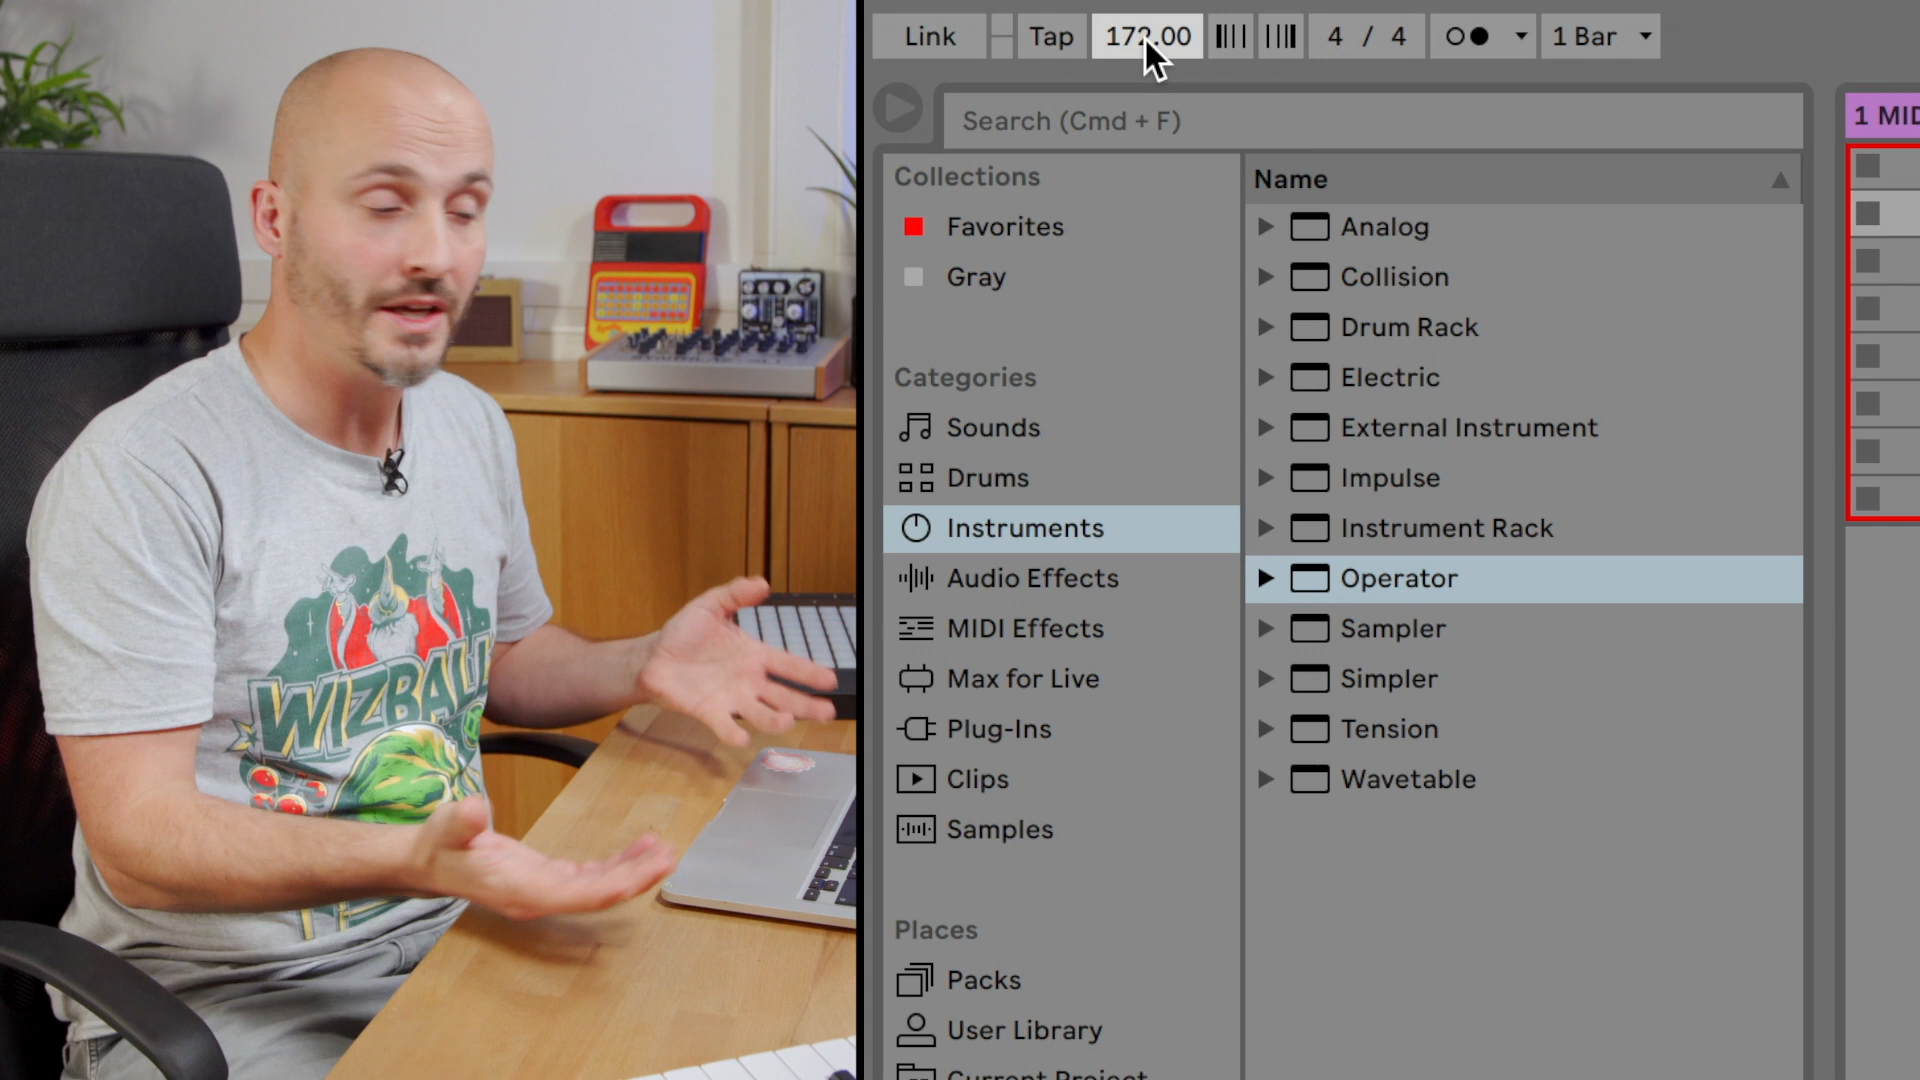 Link Tap 172.00 4 / 4 1 Bar
Search (Cmd + F)
1 MID
Collections
Favorites
Gray
Categories
Sounds
Drums
Instruments
Audio Effects
MIDI Effects
Max for Live
Plug-Ins
Clips
Samples
Places
Packs
User Library
Current Project
Name
Analog
Collision
Drum Rack
Electric
External Instrument
Impulse
Instrument Rack
Operator
Sampler
Simpler
Tension
Wavetable
WIZBALL